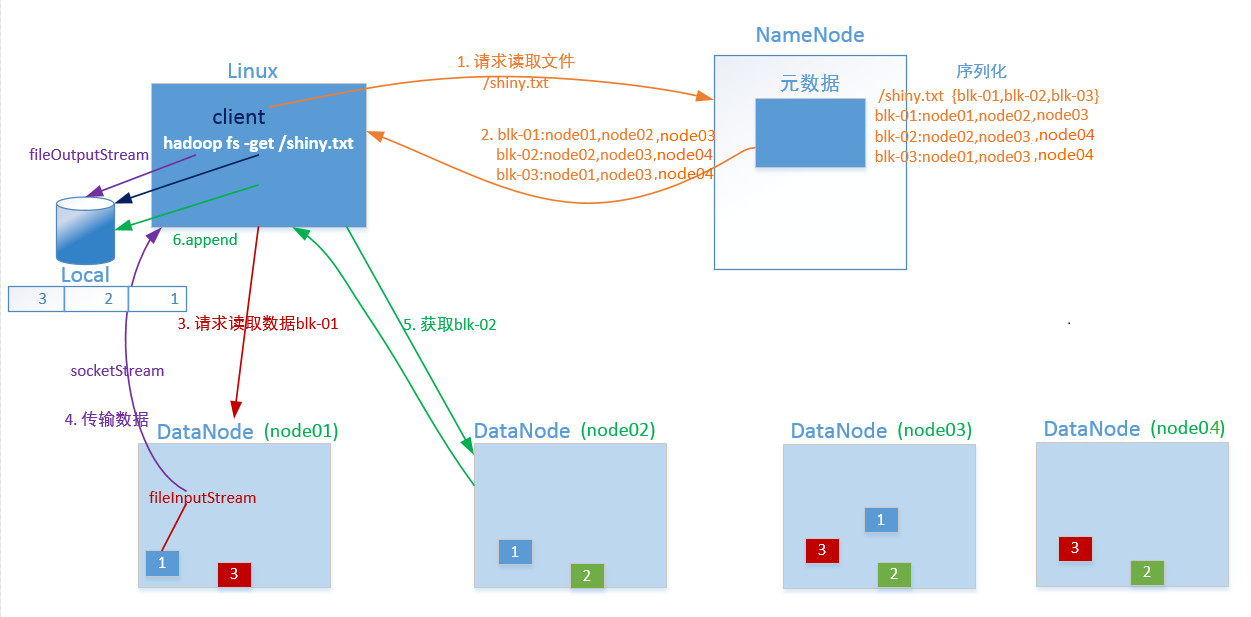 NameNode
Linux
1. 请求读取文件
/shiny.txt
元数据
序列化
/shiny.txt {blk-01,blk-02,blk-03}
blk-01:node01,node02,node03
blk-02:node02,node03,node04
blk-03:node01,node03,node04
client
hadoop fs -get /shiny.txt
2. blk-01:node01,node02,node03
blk-02:node02,node03,node04
blk-03:node01,node03,node04
fileOutputStream
6.append
Local
3 2 1
3. 请求读取数据blk-01
5. 获取blk-02
socketStream
4. 传输数据
DataNode (node01)
DataNode (node02)
DataNode (node03)
DataNode (node04)
fileInputStream
1
3
1
2
1
3
2
3
2